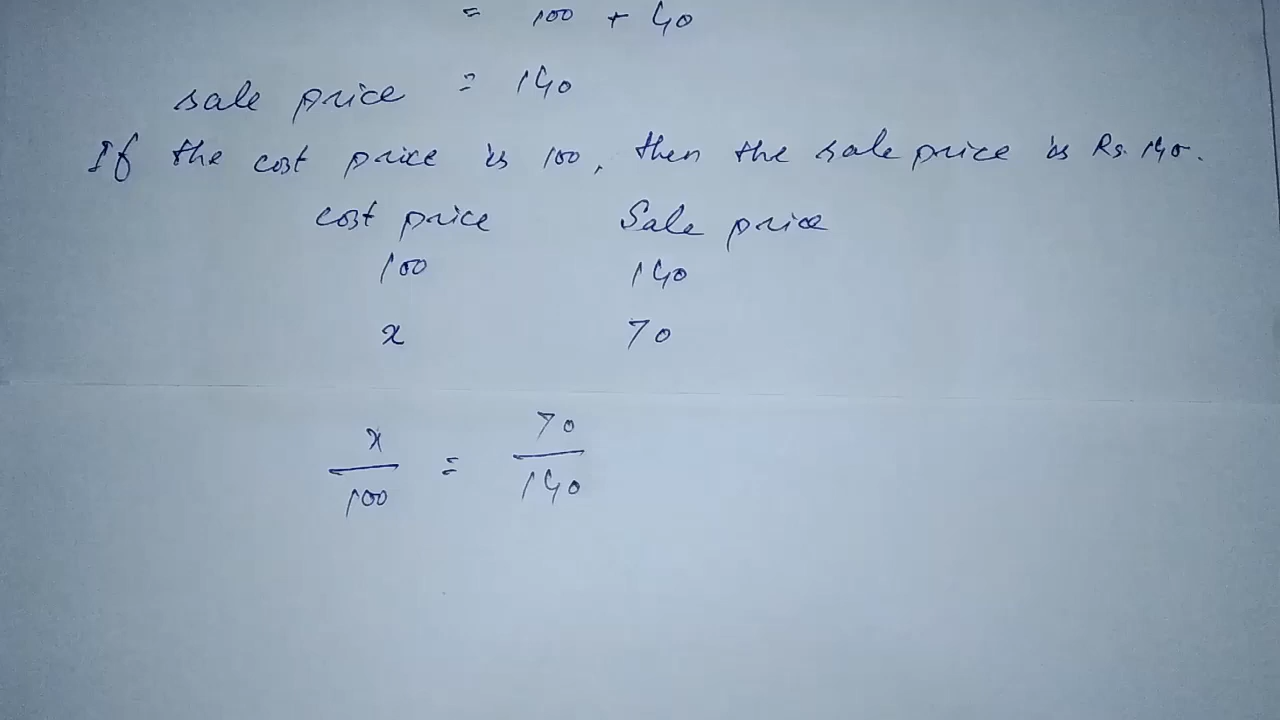 = 100 + 40
sale price = 140
If the cost price is 100, then the sale price is Rs. 140.
cost price Sale price
100 140
x 70
x/100 = 70/140